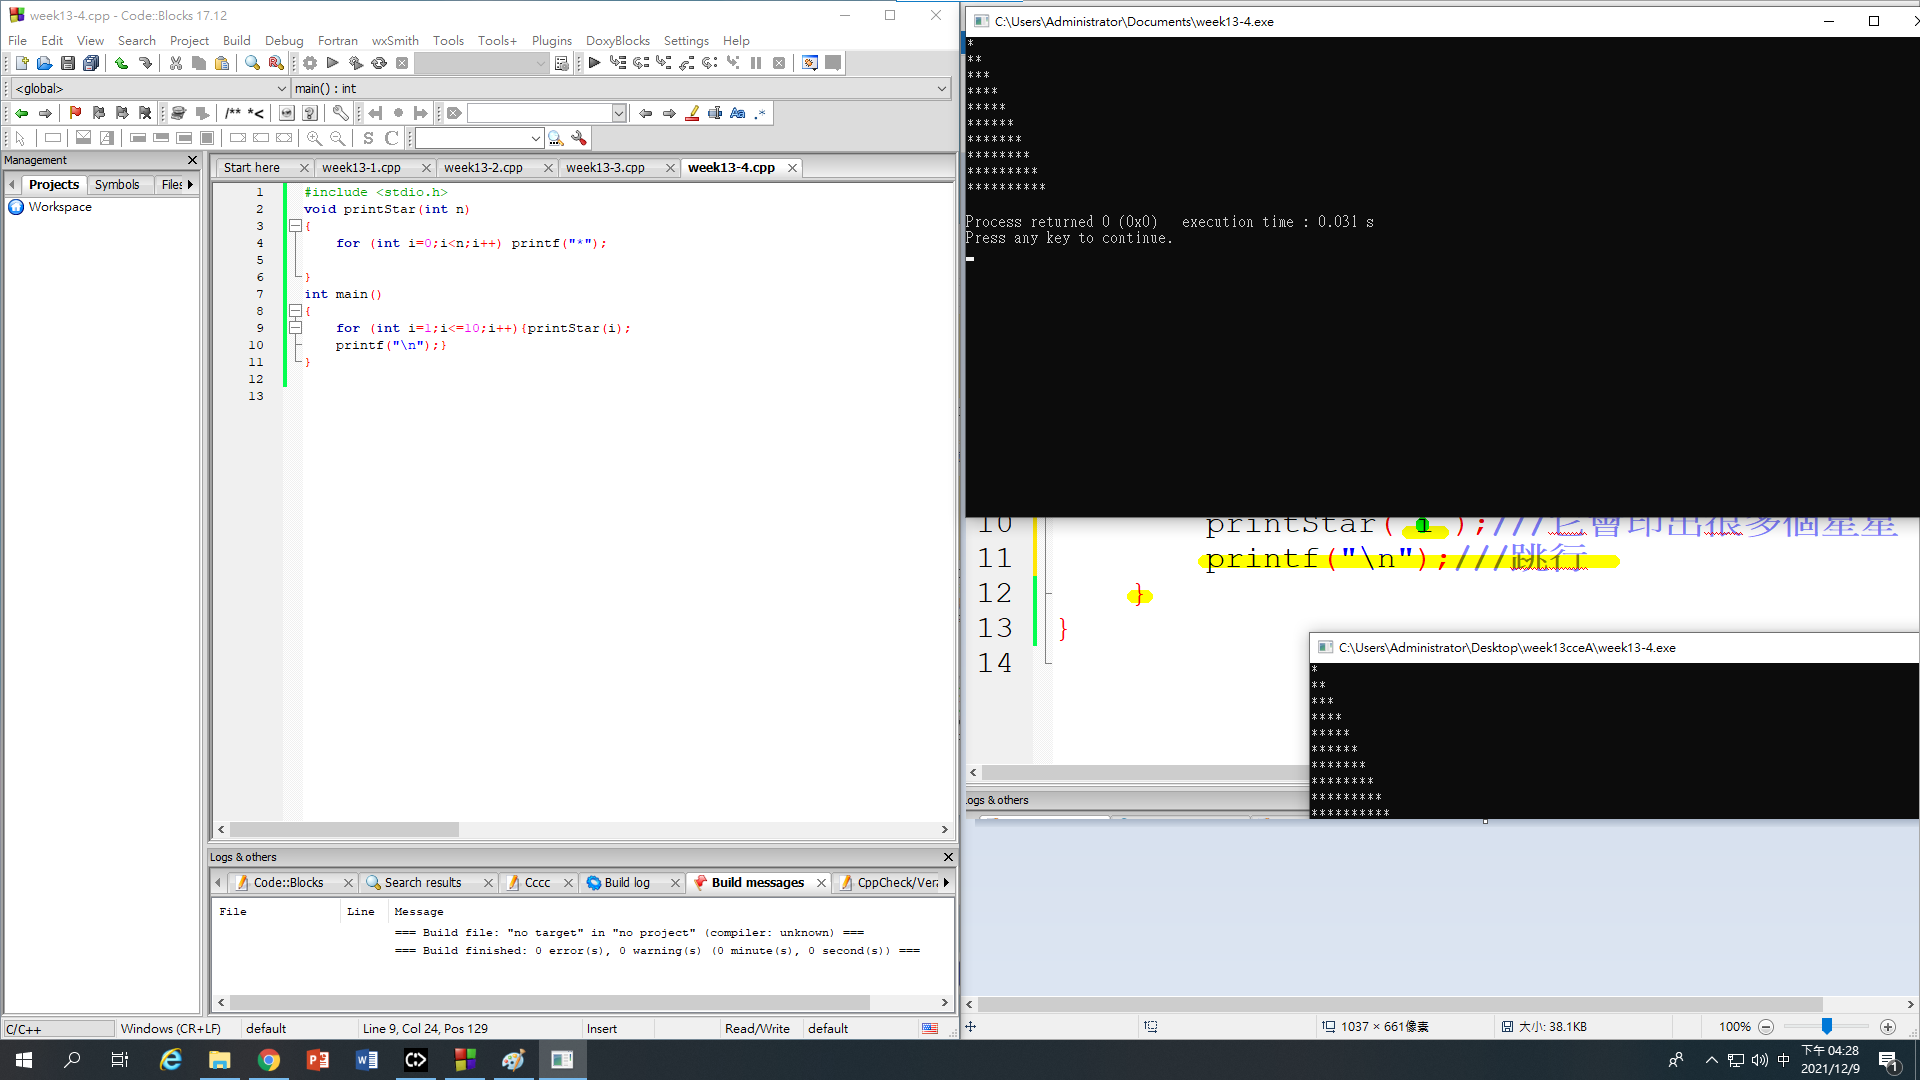 week13-4.cpp - Code::Blocks 17.12
File Edit View Search Project Build Debug Fortran wxSmith Tools Tools+ Plugins DoxyBlocks Settings Help
<global> main() : int
/** *<
S C
Management
Projects Symbols Files
Workspace
Start here week13-1.cpp week13-2.cpp week13-3.cpp week13-4.cpp
1 #include <stdio.h>
2 void printStar(int n)
3 {
4 for (int i=0;i<n;i++) printf("*");
5
6 }
7 int main()
8 {
9 for (int i=1;i<=10;i++){printStar(i);
10 printf("\n");}
11 }
12
13
Logs & others
Code::Blocks Search results Cccc Build log Build messages CppCheck/Vera
File Line Message
=== Build file: "no target" in "no project" (compiler: unknown) ===
=== Build finished: 0 error(s), 0 warning(s) (0 minute(s), 0 second(s)) ===
C/C++ Windows (CR+LF) default Line 9, Col 24, Pos 129 Insert Read/Write default
C:\Users\Administrator\Documents\week13-4.exe
*
**
***
****
*****
******
*******
********
*********
**********
Process returned 0 (0x0) execution time : 0.031 s
Press any key to continue.
10 printStar( i );///它會印出很多個星星
11 printf("\n");///跳行
12 }
13 }
14
ogs & others
C:\Users\Administrator\Desktop\week13cceA\week13-4.exe
*
**
***
****
*****
******
*******
********
*********
**********
1037 × 661像素 大小: 38.1KB 100%
中 下午 04:28
2021/12/9
1